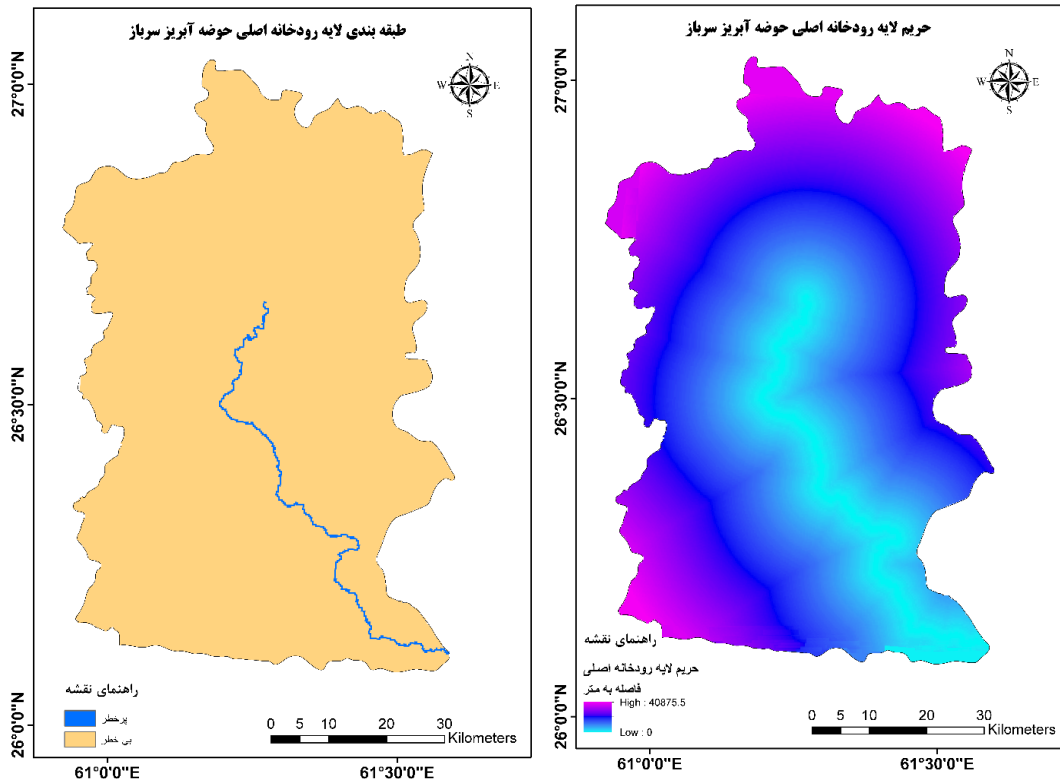 طبقه بندی لایه رودخانه اصلی حوضه آبریز سرباز
N
W E
S
27°0'0"N
26°30'0"N
26°0'0"N
راهنمای نقشه
پرخطر
بی خطر
0 5 10 20 30
Kilometers
61°0'0"E 61°30'0"E
حریم لایه رودخانه اصلی حوضه آبریز سرباز
N
W E
S
27°0'0"N
26°30'0"N
26°0'0"N
راهنمای نقشه
حریم لایه رودخانه اصلی
فاصله به متر
High : 40875.5
Low : 0
0 5 10 20 30
Kilometers
61°0'0"E 61°30'0"E